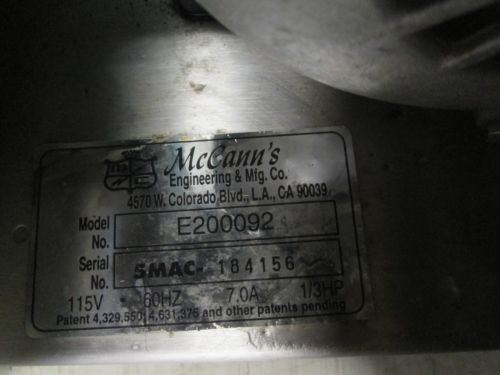 McCann's
Engineering & Mfg. Co.
4570 W. Colorado Blvd., L.A., CA 90039
Model No. E200092
Serial No. SMAC- 184156
115V 60HZ 7.0A 1/3HP
Patent 4,329,550; 4,631,376 and other patents pending